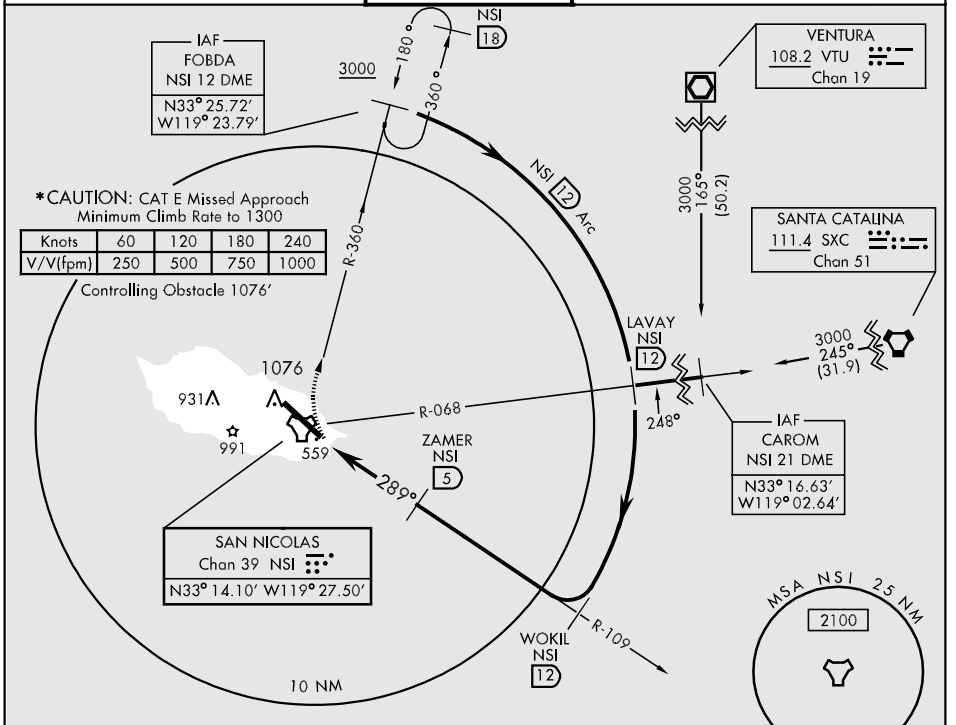 NSI
18
IAF
FOBDA
NSI 12 DME
N33° 25.72'
W119° 23.79'
3000
180°
360°
VENTURA
108.2 VTU
Chan 19
NSI 12 Arc
3000
165°
(50.2)
*CAUTION: CAT E Missed Approach
Minimum Climb Rate to 1300
Knots 60 120 180 240
V/V(fpm) 250 500 750 1000
Controlling Obstacle 1076'
R-360
SANTA CATALINA
111.4 SXC
Chan 51
LAVAY
NSI
12
3000
245°
(31.9)
1076
931
991
559
R-068
248°
ZAMER
NSI
5
289°
IAF
CAROM
NSI 21 DME
N33° 16.63'
W119° 02.64'
SAN NICOLAS
Chan 39 NSI
N33° 14.10' W119° 27.50'
R-109
WOKIL
NSI
12
10 NM
MSA NSI 25 NM
2100